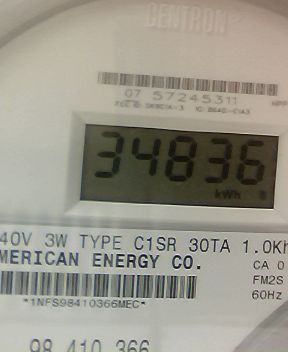 CENTRON
07 57245311
34836
kWh
40V 3W TYPE C1SR 30TA 1.0Kh
MERICAN ENERGY CO.
CA 0
FM2S
60Hz
*1NFS98410366MEC*
98 410 366